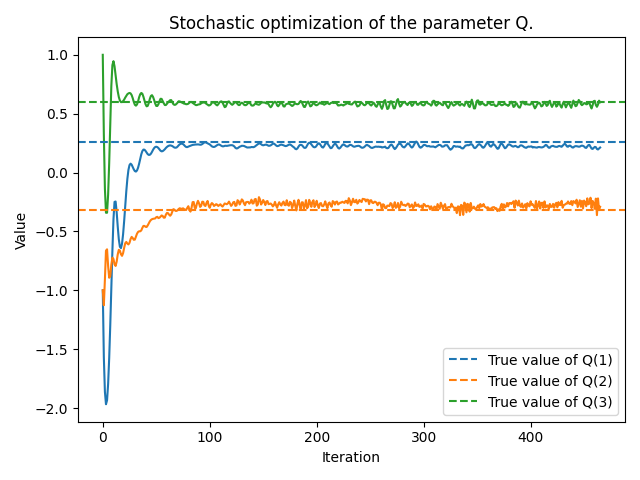 Stochastic optimization of the parameter Q.
1.0
0.5
0.0
−0.5
−1.0
−1.5
−2.0
Value
0 100 200 300 400
Iteration
True value of Q(1)
True value of Q(2)
True value of Q(3)